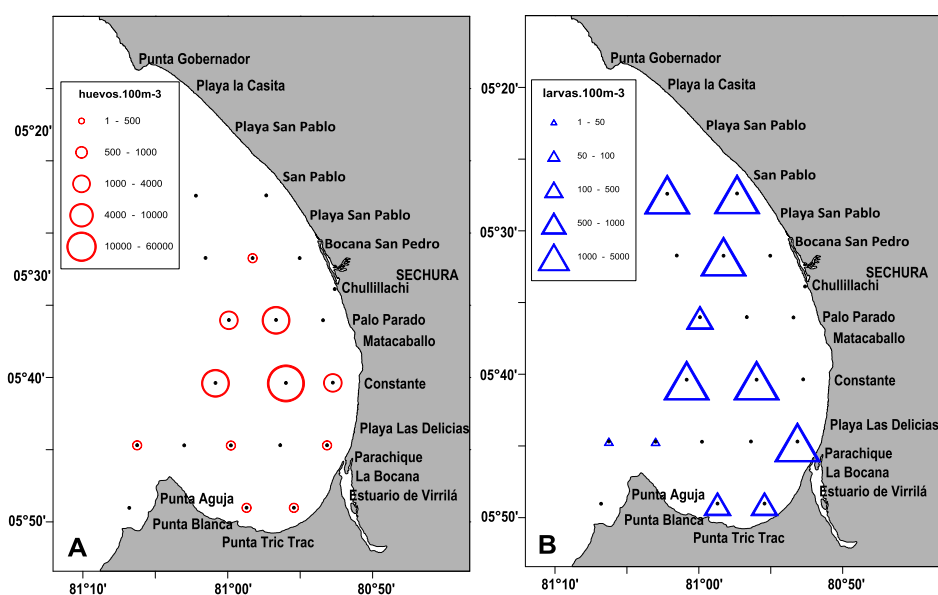 Punta Gobernador
Playa la Casita
huevos.100m-3
1 - 500
500 - 1000
1000 - 4000
4000 - 10000
10000 - 60000
Playa San Pablo
San Pablo
Playa San Pablo
Bocana San Pedro
SECHURA
Chullillachi
Palo Parado
Matacaballo
Constante
Playa Las Delicias
Parachique
La Bocana
Estuario de Virrilá
Punta Aguja
Punta Blanca
Punta Tric Trac
A
05°20'
05°30'
05°40'
05°50'
81°10'
81°00'
80°50'
Punta Gobernador
Playa la Casita
larvas.100m-3
1 - 50
50 - 100
100 - 500
500 - 1000
1000 - 5000
Playa San Pablo
San Pablo
Playa San Pablo
Bocana San Pedro
SECHURA
Chullillachi
Palo Parado
Matacaballo
Constante
Playa Las Delicias
Parachique
La Bocana
Estuario de Virrilá
Punta Aguja
Punta Blanca
Punta Tric Trac
B
05°20'
05°30'
05°40'
05°50'
81°10'
81°00'
80°50'